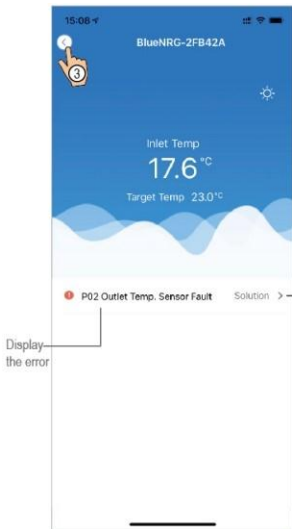 15:08
BlueNRG-2FB42A
3
Inlet Temp
17.6 °C
Target Temp 23.0°C
P02 Outlet Temp. Sensor Fault Solution >
Display
the error